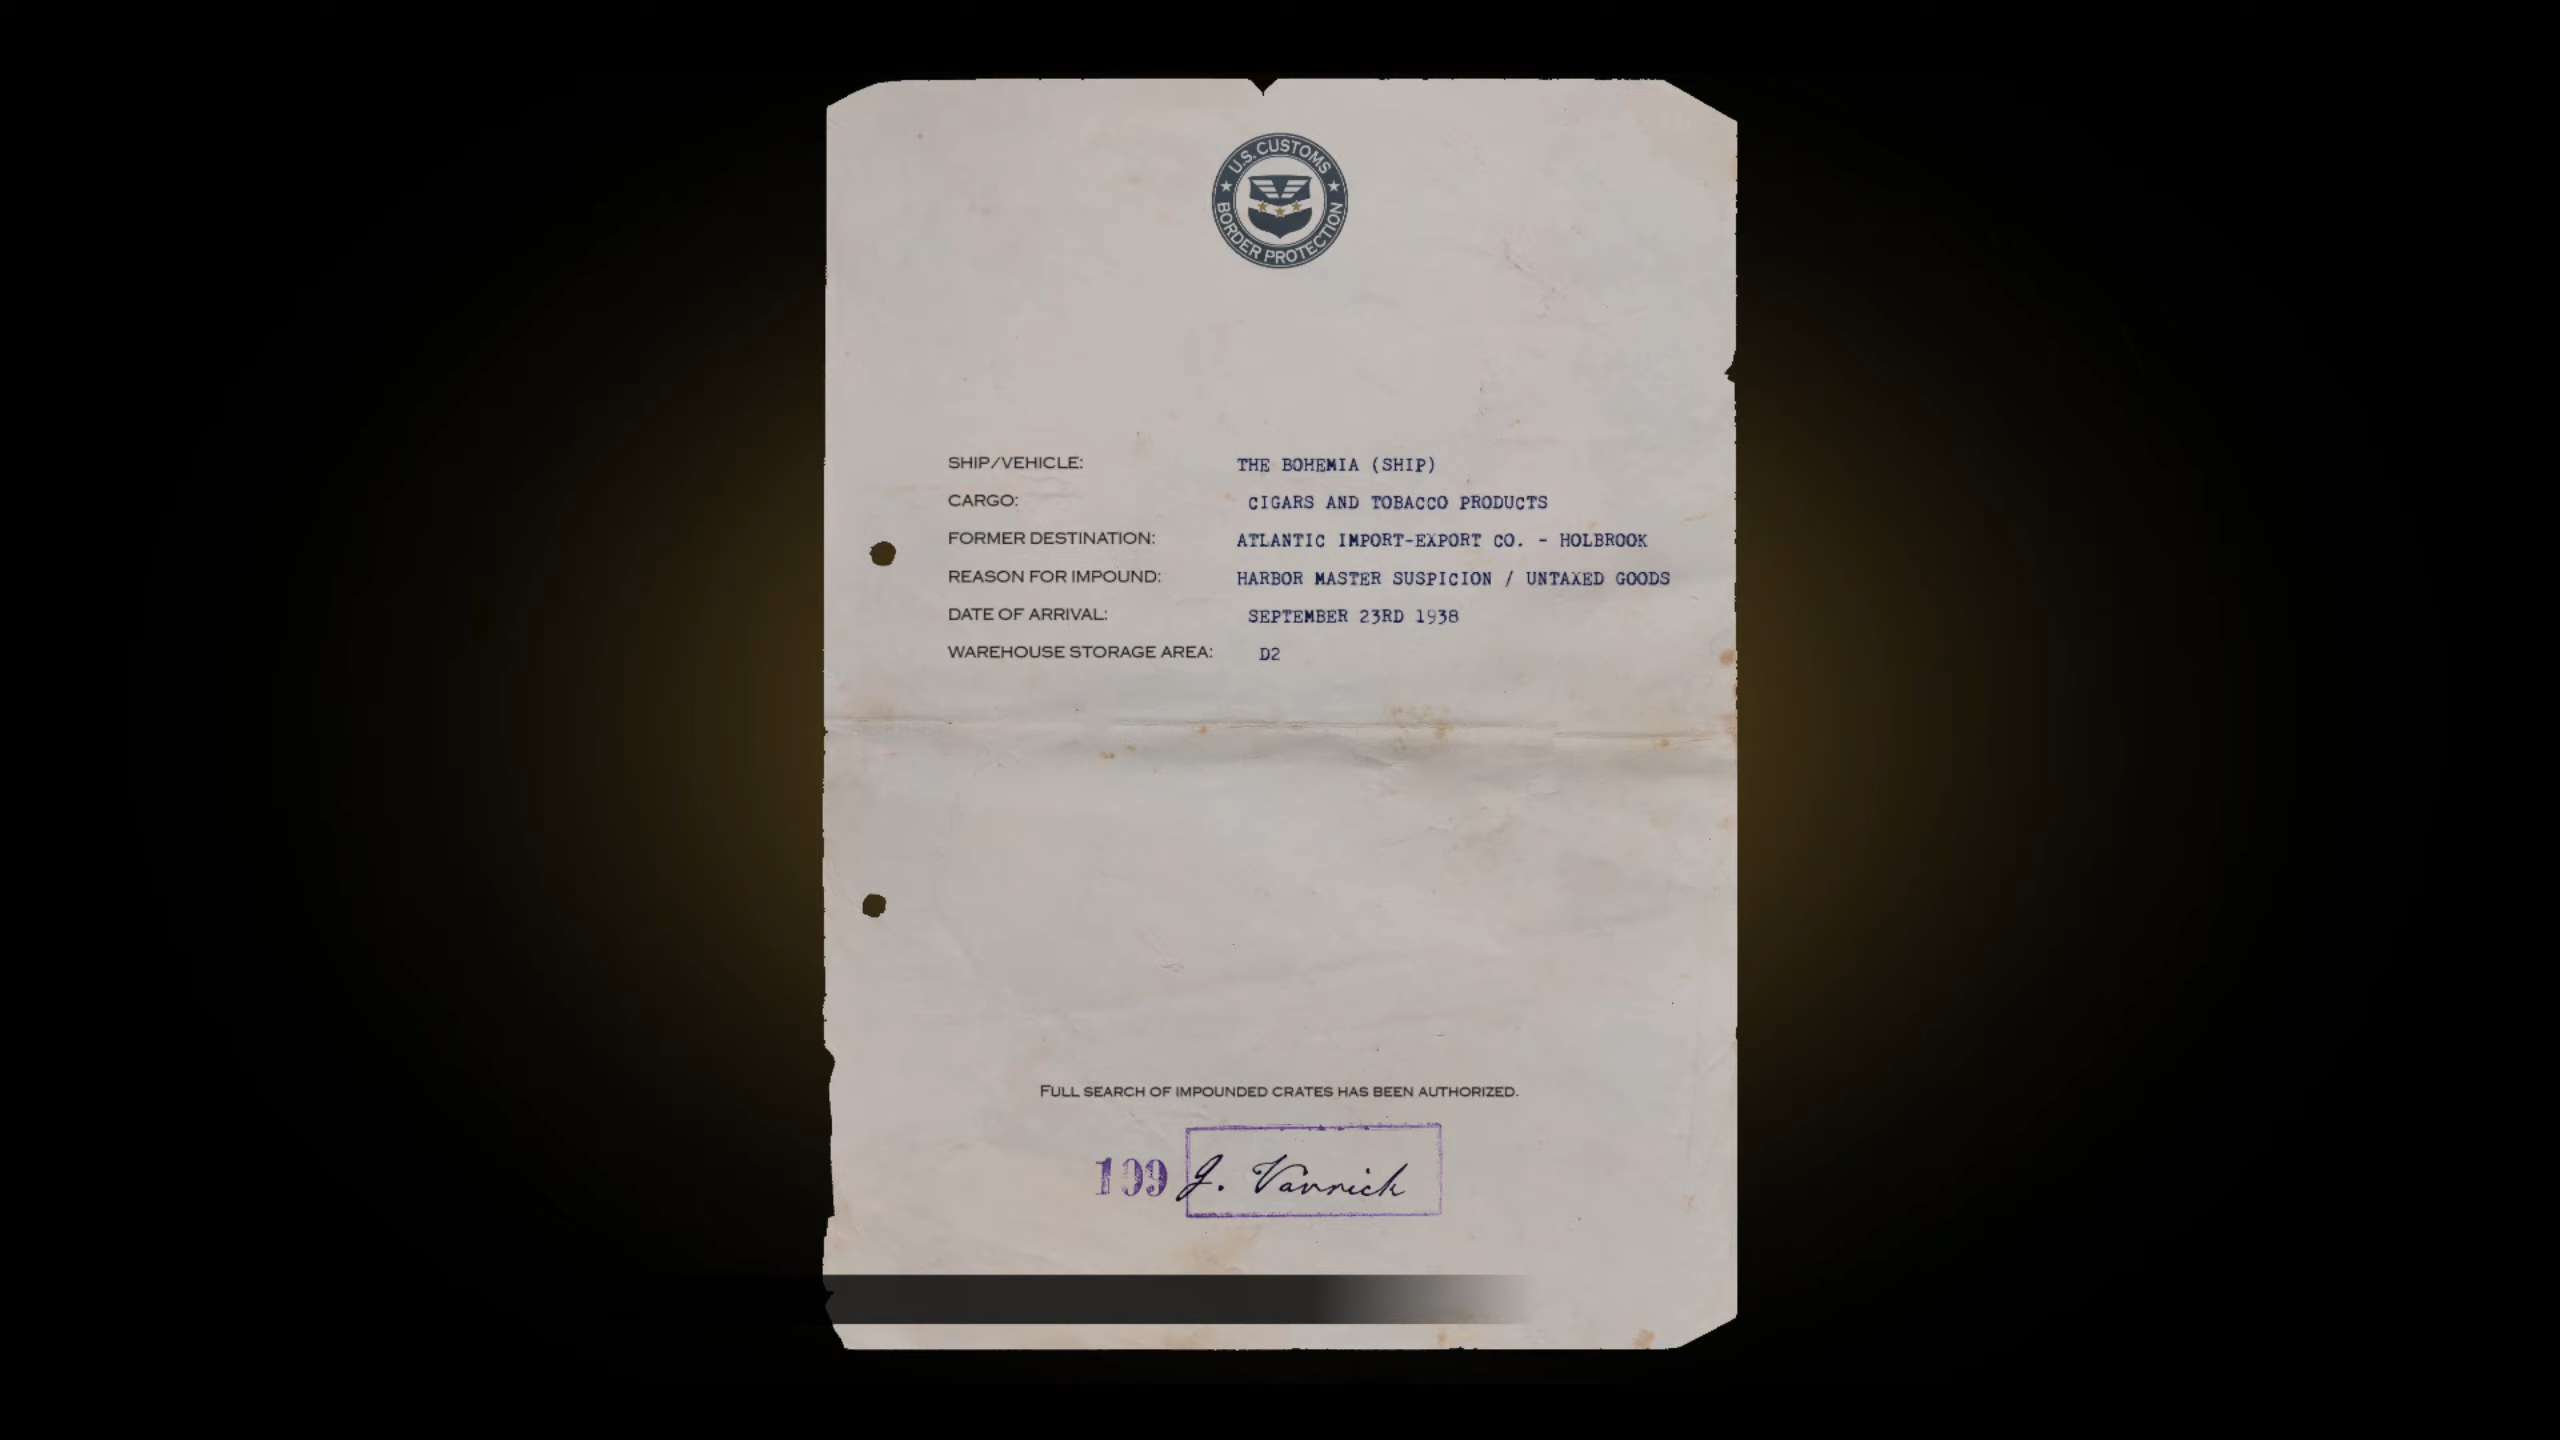 U.S. CUSTOMS
BORDER PROTECTION
SHIP/VEHICLE: THE BOHEMIA (SHIP)
CARGO: CIGARS AND TOBACCO PRODUCTS
FORMER DESTINATION: ATLANTIC IMPORT-EXPORT CO. - HOLBROOK
REASON FOR IMPOUND: HARBOR MASTER SUSPICION / UNTAXED GOODS
DATE OF ARRIVAL: SEPTEMBER 23RD 1938
WAREHOUSE STORAGE AREA: D2
FULL SEARCH OF IMPOUNDED CRATES HAS BEEN AUTHORIZED.
109 J. Varrick